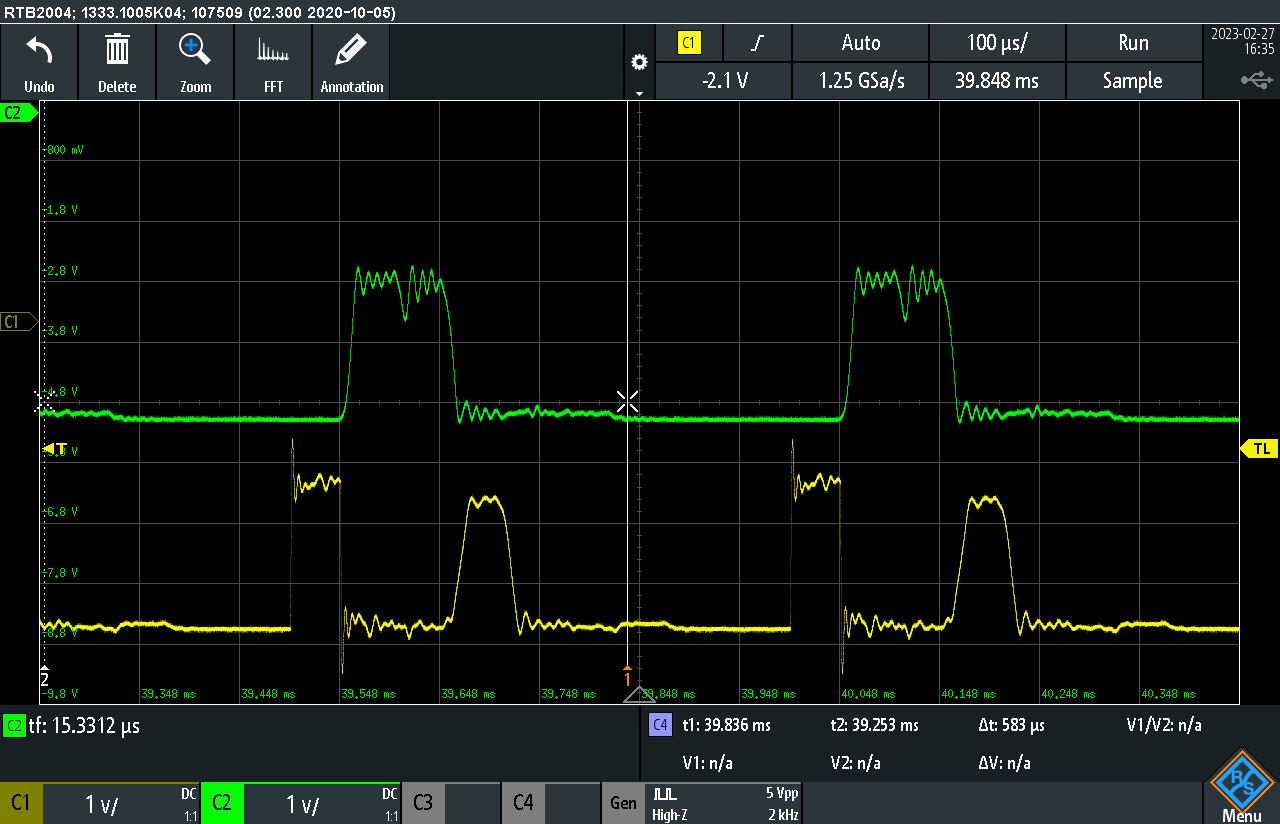 RTB2004; 1333.1005K04; 107509 (02.300 2020-10-05)
Undo
Delete
Zoom
FFT
Annotation
C1
Auto
100 µs/
Run
2023-02-27
16:35
-2.1 V
1.25 GSa/s
39.848 ms
Sample
C2
-800 mV
-1.8 V
-2.8 V
C1
-3.8 V
-4.8 V
T
TL
-6.8 V
-7.8 V
-8.8 V
2
1
-9.8 V
39.348 ms
39.448 ms
39.548 ms
39.648 ms
39.748 ms
39.848 ms
39.948 ms
40.048 ms
40.148 ms
40.248 ms
40.348 ms
C2 tf: 15.3312 µs
C4 t1: 39.836 ms t2: 39.253 ms Δt: 583 µs V1/V2: n/a
V1: n/a V2: n/a ΔV: n/a
C1 1 V/ DC 1:1
C2 1 V/ DC 1:1
C3
C4
Gen
5 Vpp
High-Z 2 kHz
R&S
Menu